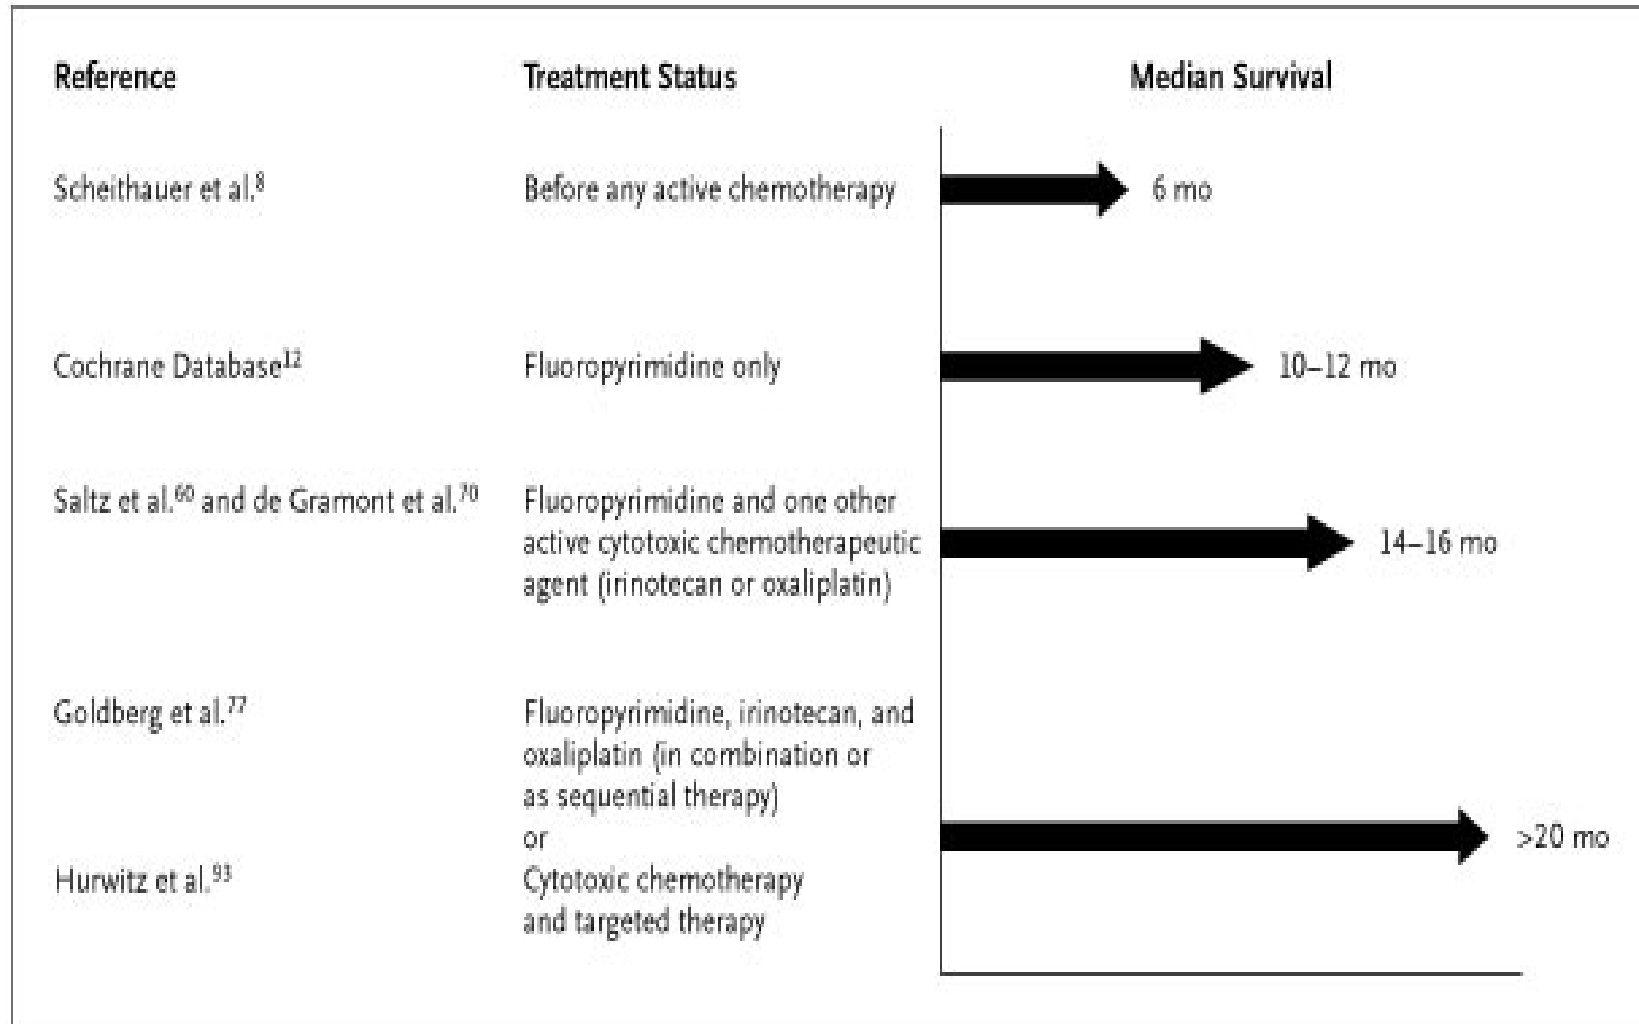 Reference Treatment Status Median Survival
Scheithauer et al.8 Before any active chemotherapy 6 mo
Cochrane Database12 Fluoropyrimidine only 10–12 mo
Saltz et al.60 and de Gramont et al.70 Fluoropyrimidine and one other
active cytotoxic chemotherapeutic 14–16 mo
agent (irinotecan or oxaliplatin)
Goldberg et al.77 Fluoropyrimidine, irinotecan, and
oxaliplatin (in combination or
as sequential therapy)
or >20 mo
Hurwitz et al.93 Cytotoxic chemotherapy
and targeted therapy